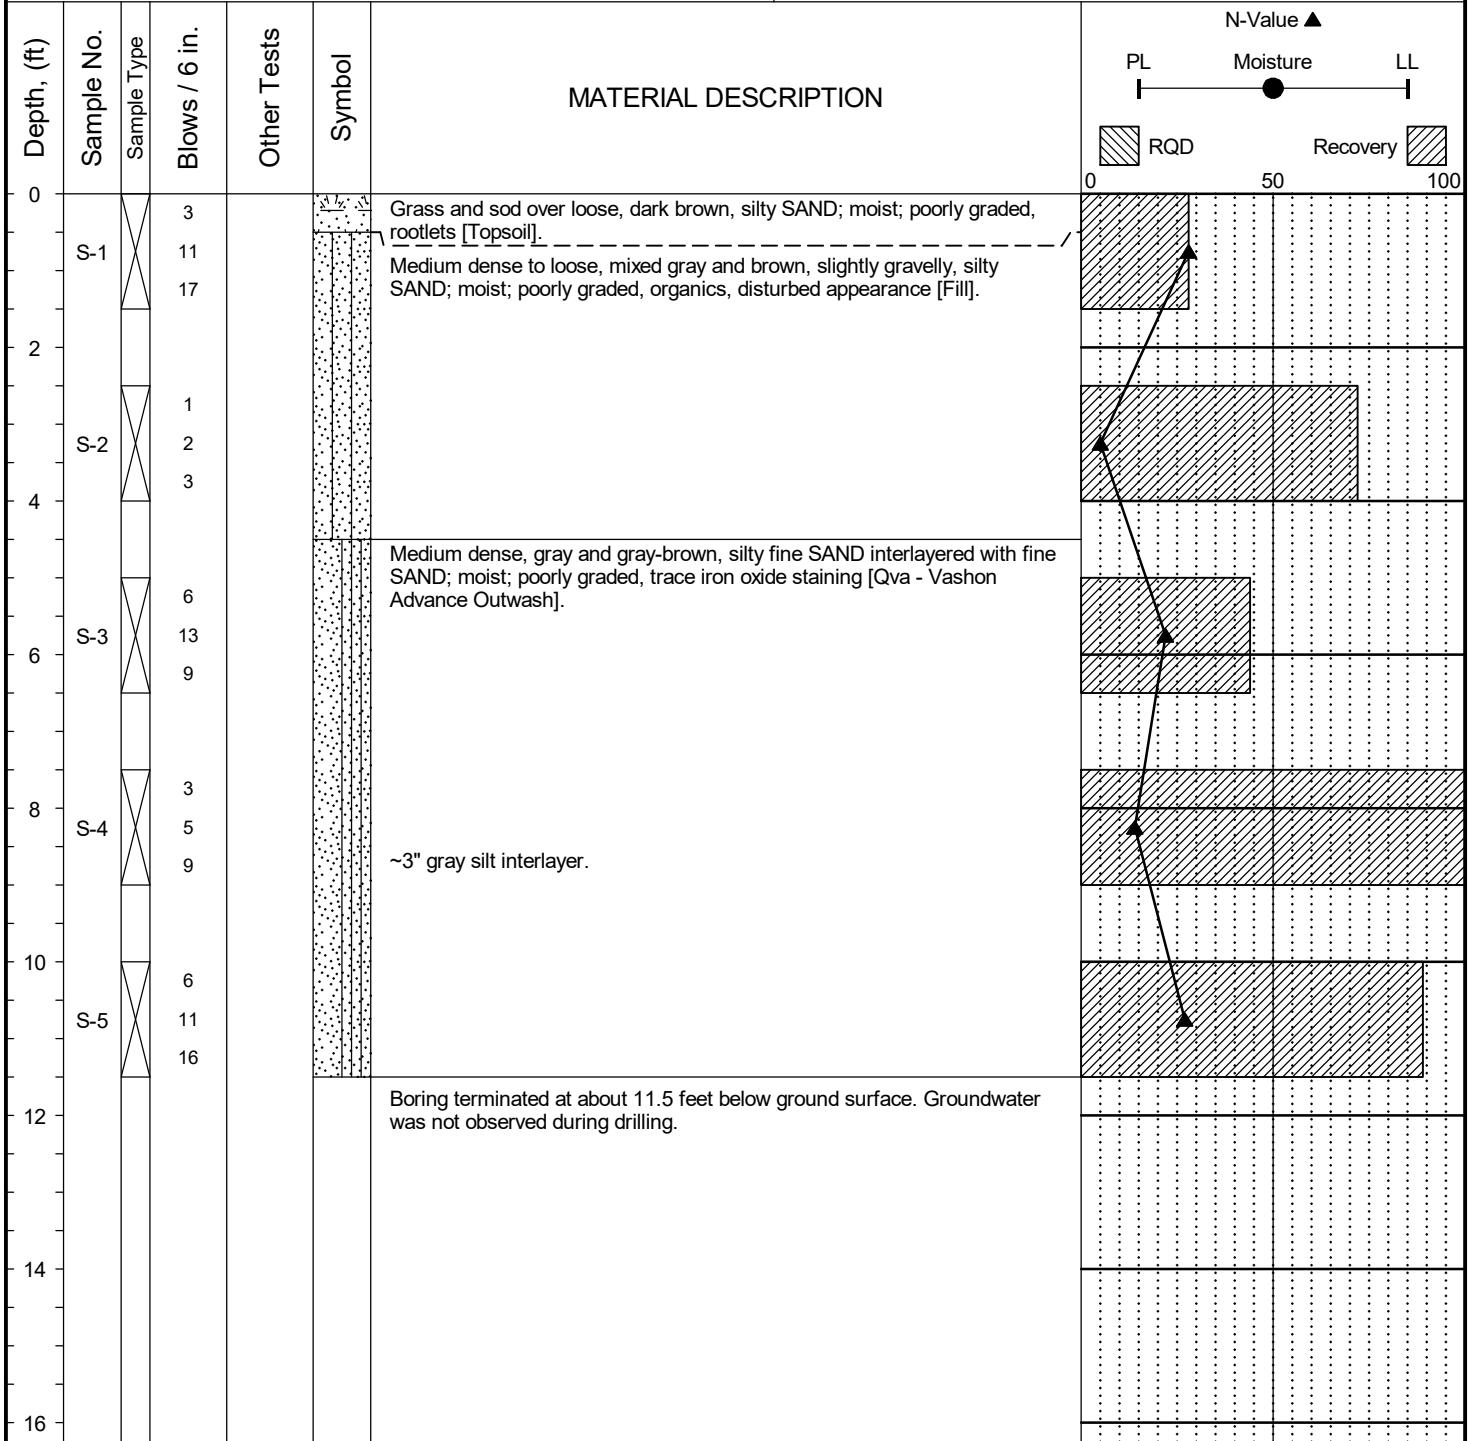 Depth, (ft)
Sample No.
Sample Type
Blows / 6 in.
Other Tests
Symbol
MATERIAL DESCRIPTION
N-Value
PL Moisture LL
RQD Recovery
0 50 100
0
S-1
3
11
17
Grass and sod over loose, dark brown, silty SAND; moist; poorly graded,
rootlets [Topsoil].
Medium dense to loose, mixed gray and brown, slightly gravelly, silty
SAND; moist; poorly graded, organics, disturbed appearance [Fill].
2
S-2
1
2
3
4
Medium dense, gray and gray-brown, silty fine SAND interlayered with fine
SAND; moist; poorly graded, trace iron oxide staining [Qva - Vashon
Advance Outwash].
S-3
6
13
9
6
8
S-4
3
5
9
~3" gray silt interlayer.
10
S-5
6
11
16
Boring terminated at about 11.5 feet below ground surface. Groundwater
was not observed during drilling.
12
14
16